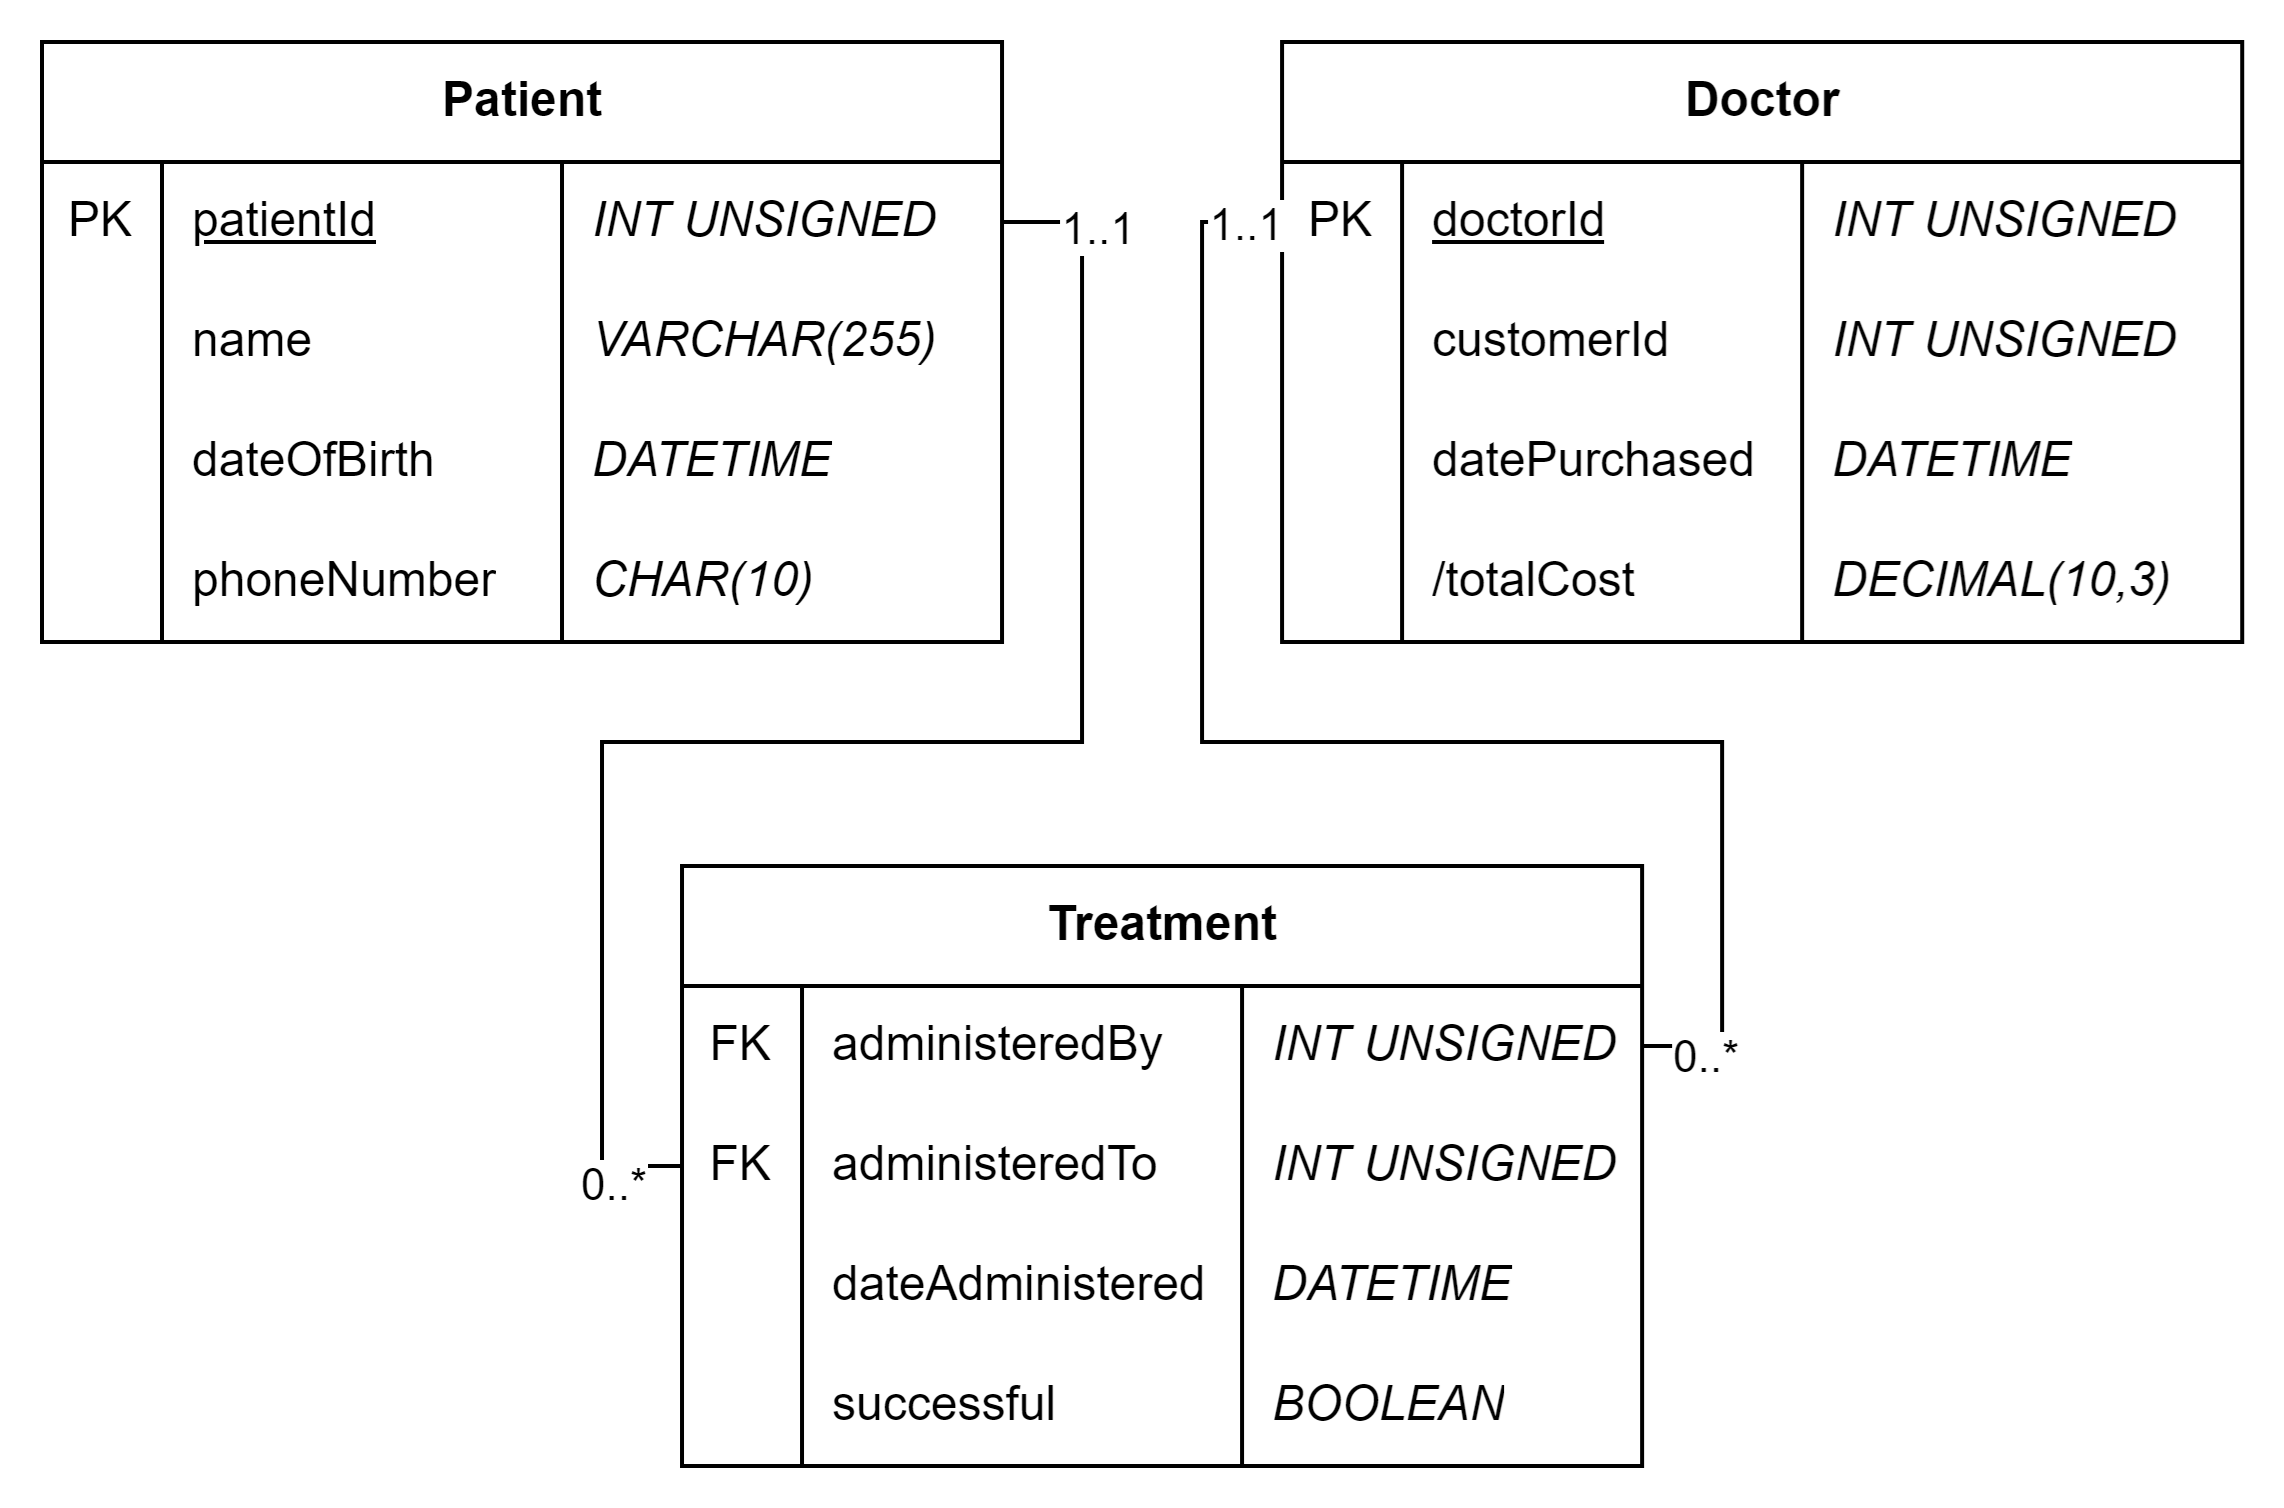 Patient
PK patientId INT UNSIGNED
name VARCHAR(255)
dateOfBirth DATETIME
phoneNumber CHAR(10)
1..1
1..1
Doctor
PK doctorId INT UNSIGNED
customerId INT UNSIGNED
datePurchased DATETIME
/totalCost DECIMAL(10,3)
Treatment
FK administeredBy INT UNSIGNED
0..*
0..*
FK administeredTo INT UNSIGNED
dateAdministered DATETIME
successful BOOLEAN